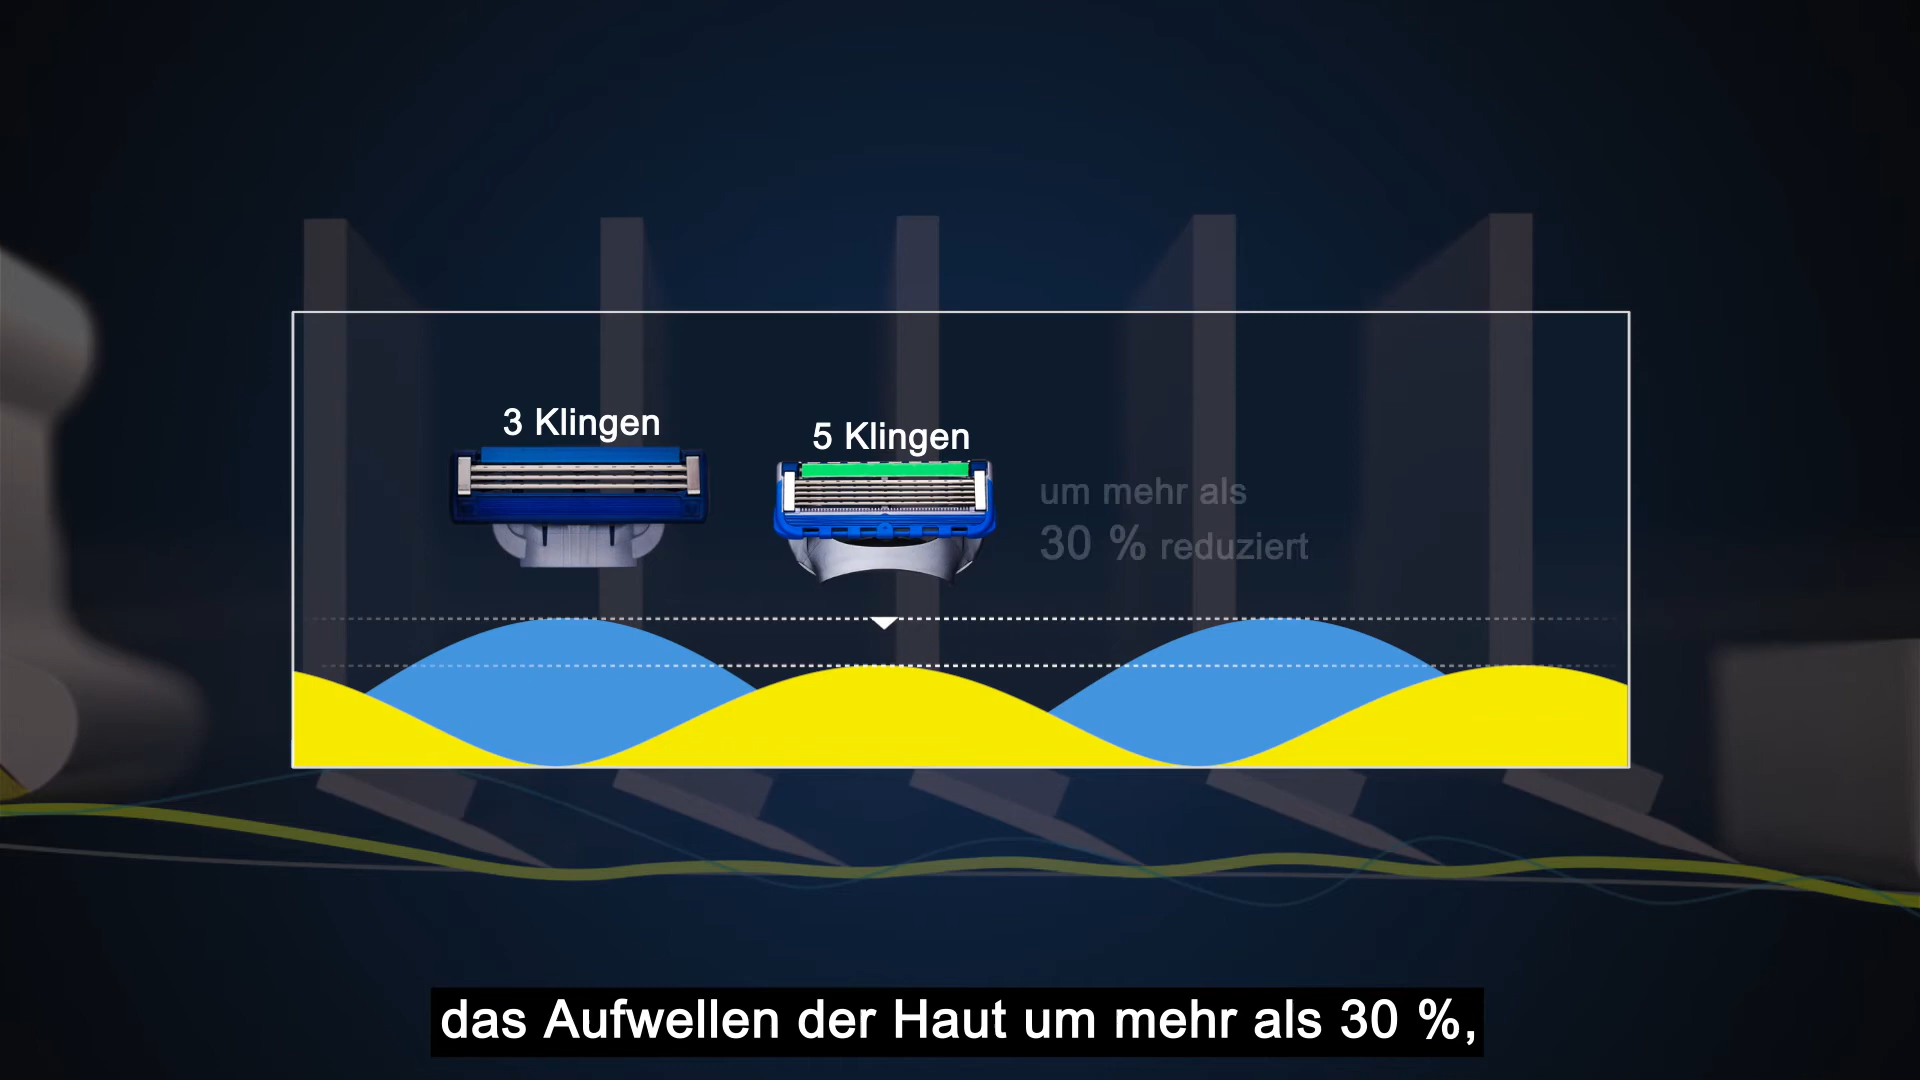 3 Klingen
5 Klingen
um mehr als
30 % reduziert
das Aufwellen der Haut um mehr als 30 %,